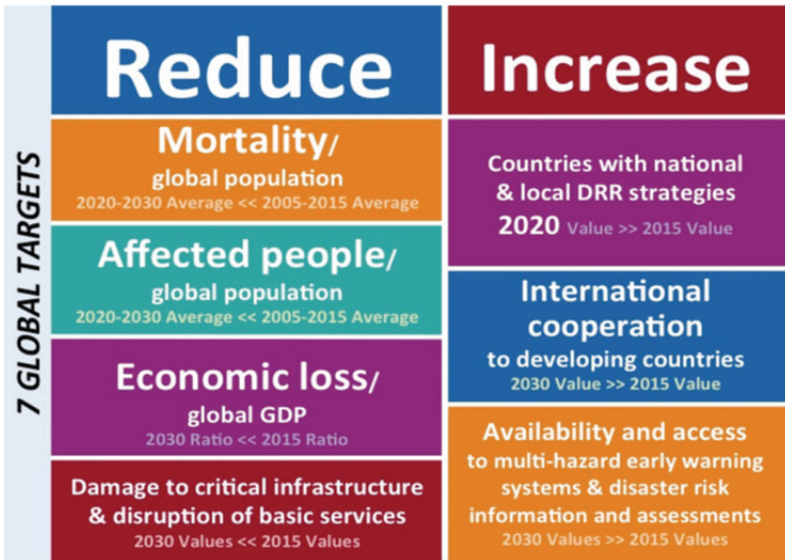 7 GLOBAL TARGETS
Reduce
Mortality/
global population
2020-2030 Average << 2005-2015 Average
Affected people/
global population
2020-2030 Average << 2005-2015 Average
Economic loss/
global GDP
2030 Ratio << 2015 Ratio
Damage to critical infrastructure
& disruption of basic services
2030 Values << 2015 Values
Increase
Countries with national
& local DRR strategies
2020 Value >> 2015 Value
International
cooperation
to developing countries
2030 Value >> 2015 Value
Availability and access
to multi-hazard early warning
systems & disaster risk
information and assessments
2030 Values >> 2015 Values